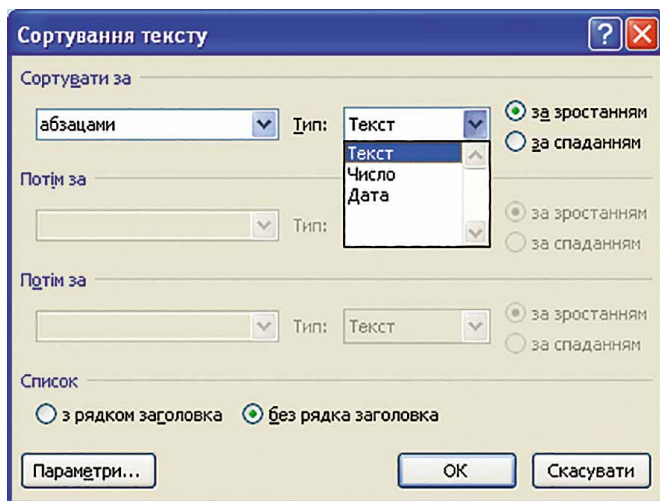 Сортування тексту
Сортувати за
абзацами Тип: Текст за зростанням
за спаданням
Текст
Число
Дата
Потім за
Тип: за зростанням
за спаданням
Потім за
Тип: Текст за зростанням
за спаданням
Список
з рядком заголовка без рядка заголовка
Параметри... ОК Скасувати